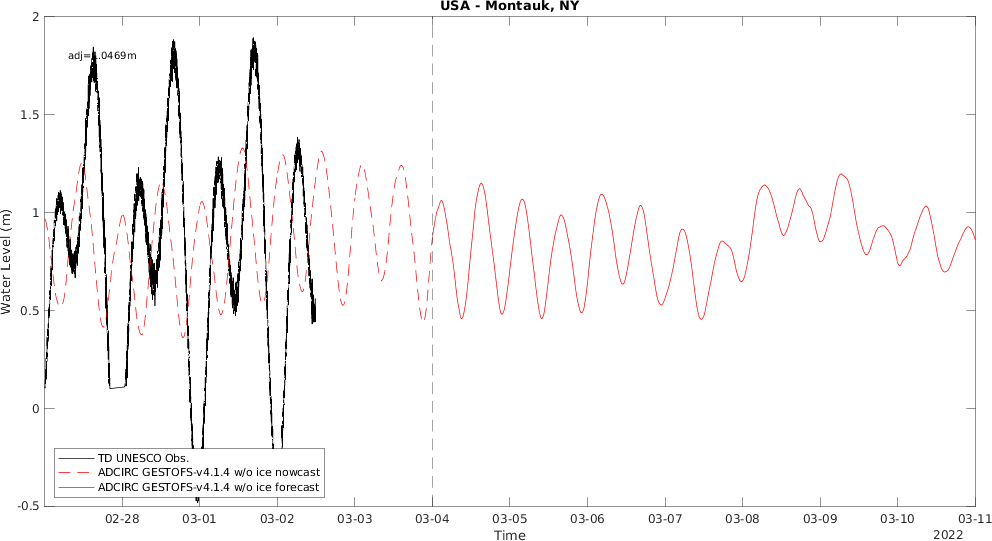 USA - Montauk, NY
2
1.5
1
0.5
0
-0.5
Water Level (m)
adj=1.0469m
TD UNESCO Obs.
ADCIRC GESTOFS-v4.1.4 w/o ice nowcast
ADCIRC GESTOFS-v4.1.4 w/o ice forecast
02-28 03-01 03-02 03-03 03-04 03-05 03-06 03-07 03-08 03-09 03-10 03-11
Time
2022